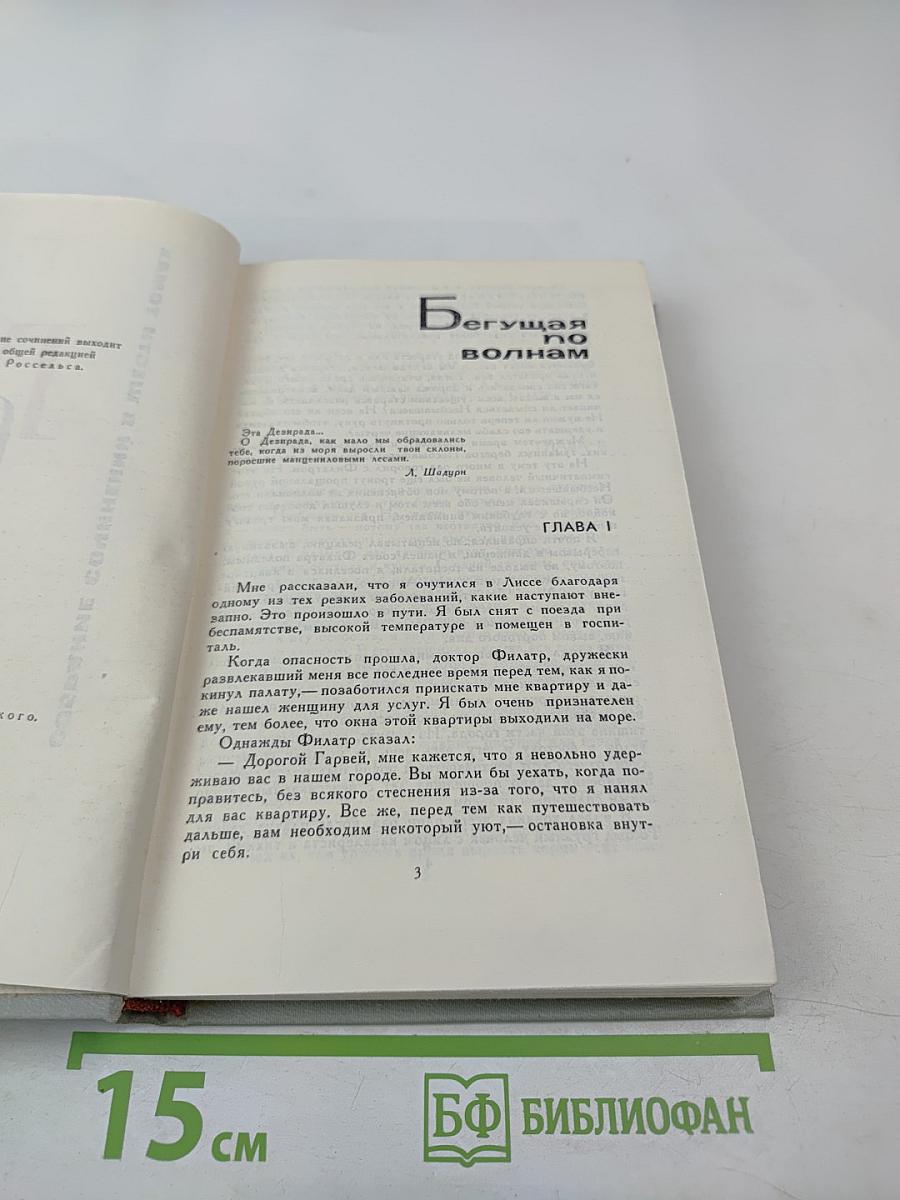 ие сочинений выходит
общей редакцией
Россельса.
кого.
СОБРАНИЕ СОЧИНЕНИЙ В ШЕСТИ ТОМАХ
Бегущая
по
волнам
Эта Дезирада...
О Дезирада, как мало мы обрадовались
тебе, когда из моря выросли твои склоны,
поросшие манцениловыми лесами.
Л. Шадурн
ГЛАВА I
Мне рассказали, что я очутился в Лиссе благодаря
одному из тех резких заболеваний, какие наступают вне-
запно. Это произошло в пути. Я был снят с поезда при
беспамятстве, высокой температуре и помещен в госпи-
таль.
Когда опасность прошла, доктор Филатр, дружески
развлекавший меня все последнее время перед тем, как я по-
кинул палату,— позаботился приискать мне квартиру и да-
же нашел женщину для услуг. Я был очень признателен
ему, тем более, что окна этой квартиры выходили на море.
Однажды Филатр сказал:
— Дорогой Гарвей, мне кажется, что я невольно удер-
живаю вас в нашем городе. Вы могли бы уехать, когда по-
правитесь, без всякого стеснения из-за того, что я нанял
для вас квартиру. Все же, перед тем как путешествовать
дальше, вам необходим некоторый уют,— остановка внут-
ри себя.
3
15 см
БФ БИБЛИОФАН